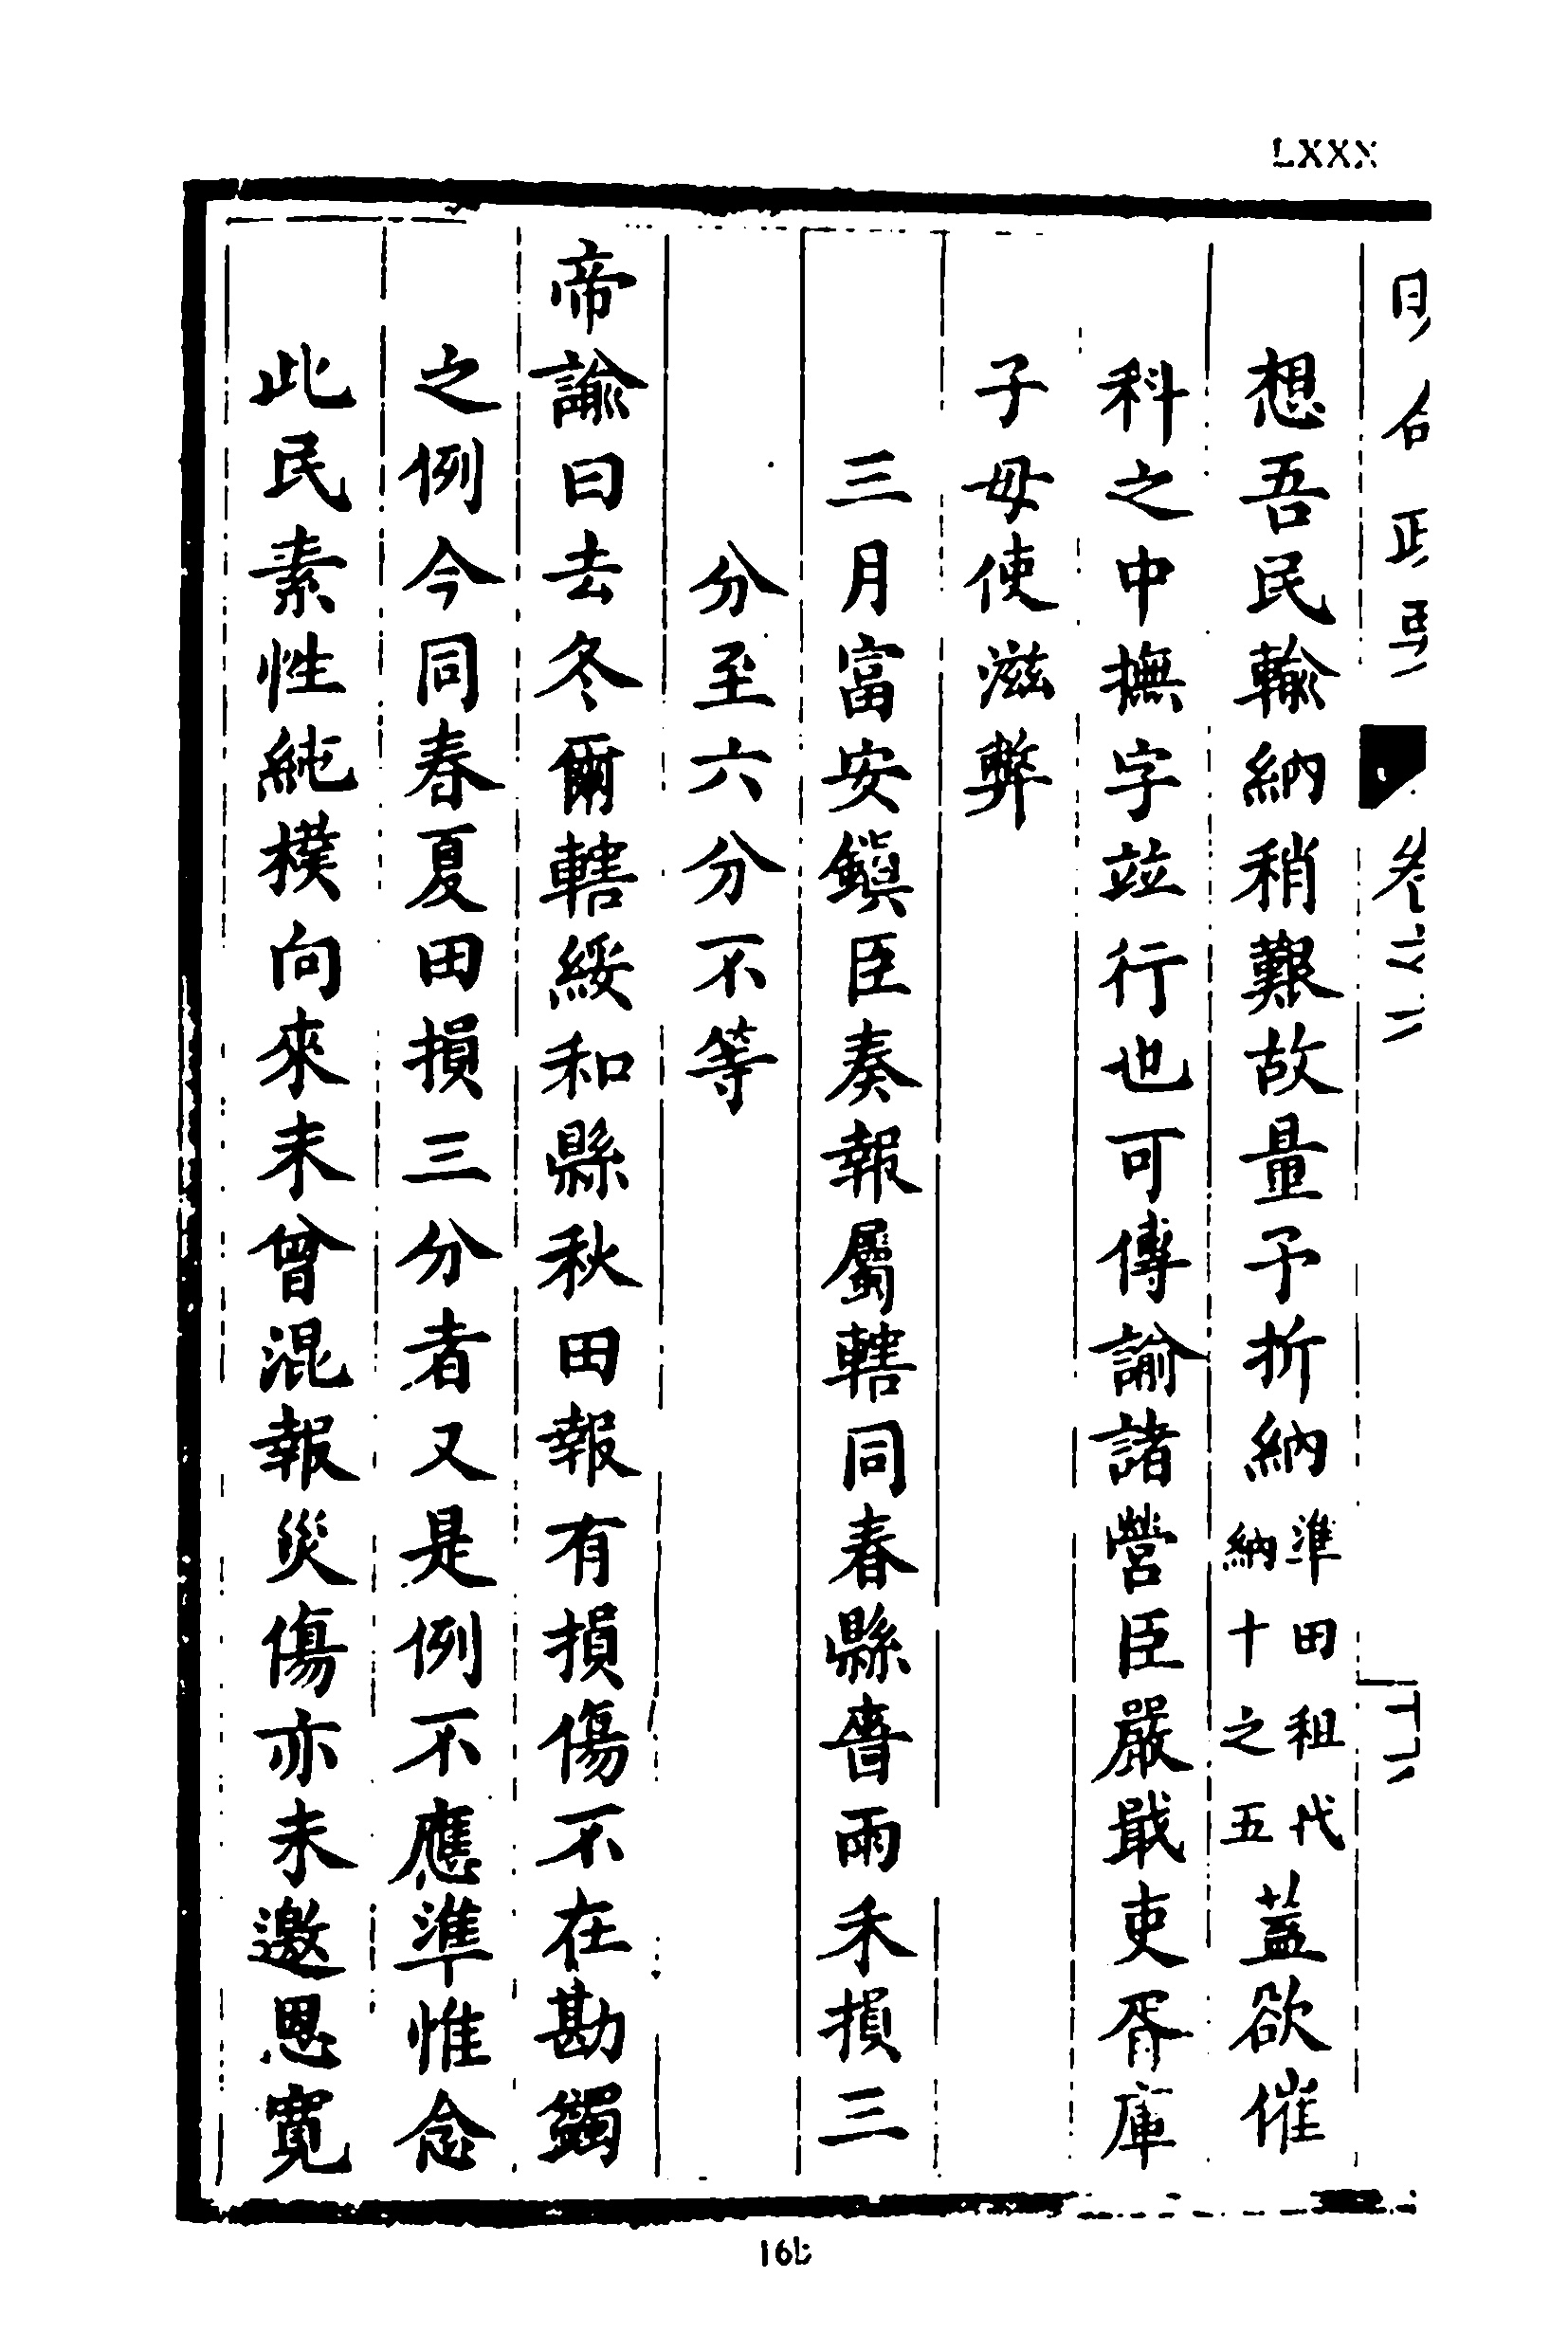 LXXX
明命政要 卷廿二
想吾民輸納稍艱故量予折納準田租代納十之五蓋欲催
科之中撫字並行也可傳諭諸營臣嚴戢吏胥庫
子毋使滋弊
三月富安鎮臣奏報屬轄同春縣嗇雨禾損三
分至六分不等
帝諭曰去冬爾轄綏和縣秋田報有損傷不在勘蠲
之例今同春夏田損三分者又是例不應準惟念
此民素性純樸向來未曾混報災傷亦未邀恩寬
16b